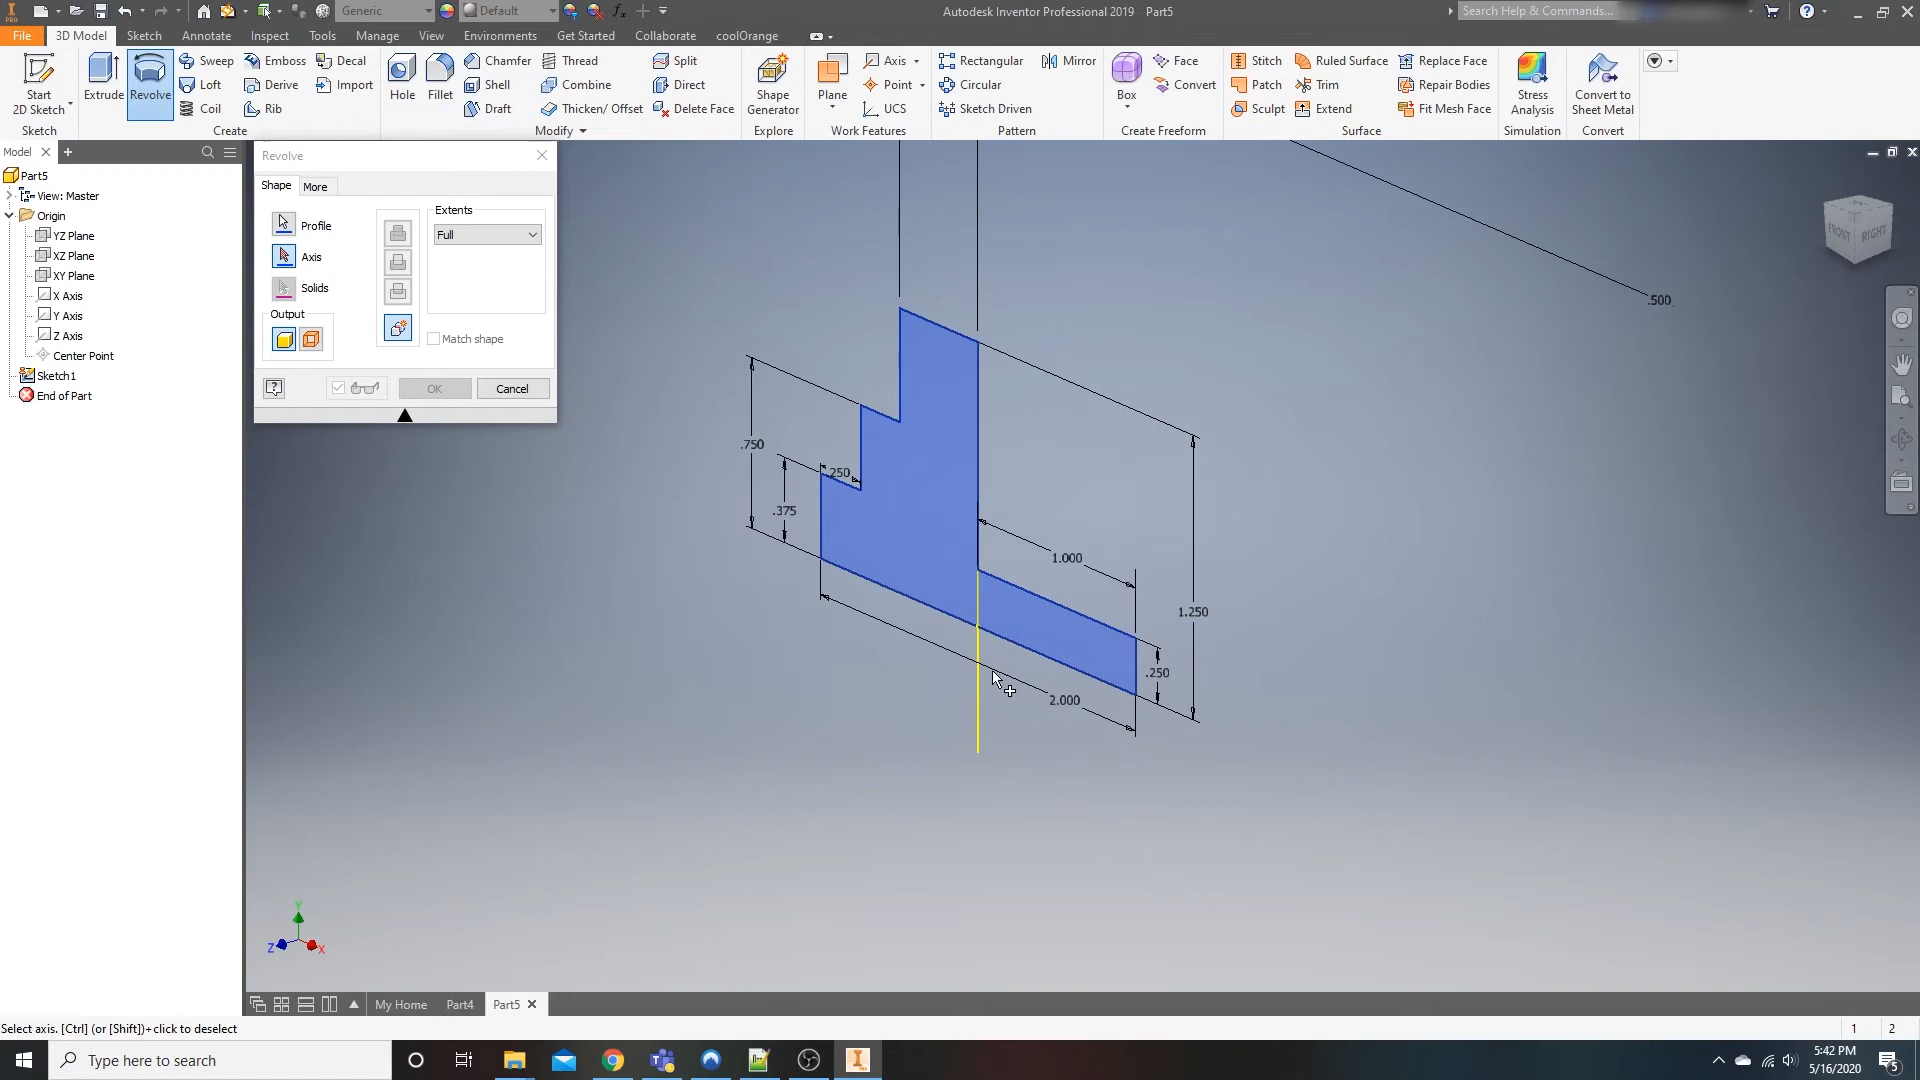 Generic
Default
Autodesk Inventor Professional 2019 Part5
Search Help & Commands...
PRO
File
3D Model
Sketch
Annotate
Inspect
Tools
Manage
View
Environments
Get Started
Collaborate
coolOrange
Start
2D Sketch
Sketch
Extrude
Revolve
Sweep
Loft
Coil
Emboss
Derive
Rib
Decal
Import
Create
Hole
Fillet
Chamfer
Shell
Draft
Thread
Combine
Thicken/ Offset
Split
Direct
Delete Face
Modify
Shape
Generator
Explore
Plane
Axis
Point
UCS
Work Features
Rectangular
Circular
Sketch Driven
Mirror
Pattern
Box
Face
Convert
Create Freeform
Stitch
Patch
Sculpt
Ruled Surface
Trim
Extend
Replace Face
Repair Bodies
Fit Mesh Face
Surface
Stress
Analysis
Simulation
Convert to
Sheet Metal
Convert
Model
Part5
View: Master
Origin
YZ Plane
XZ Plane
XY Plane
X Axis
Y Axis
Z Axis
Center Point
Sketch1
End of Part
Revolve
Shape
More
Profile
Axis
Solids
Output
Extents
Full
Match shape
OK
Cancel
FRONT
RIGHT
.500
.750
.250
.375
1.000
1.250
.250
2.000
Y
Z
X
My Home
Part4
Part5
Select axis. [Ctrl] (or [Shift])+click to deselect
1
2
Type here to search
5:42 PM
5/16/2020
5